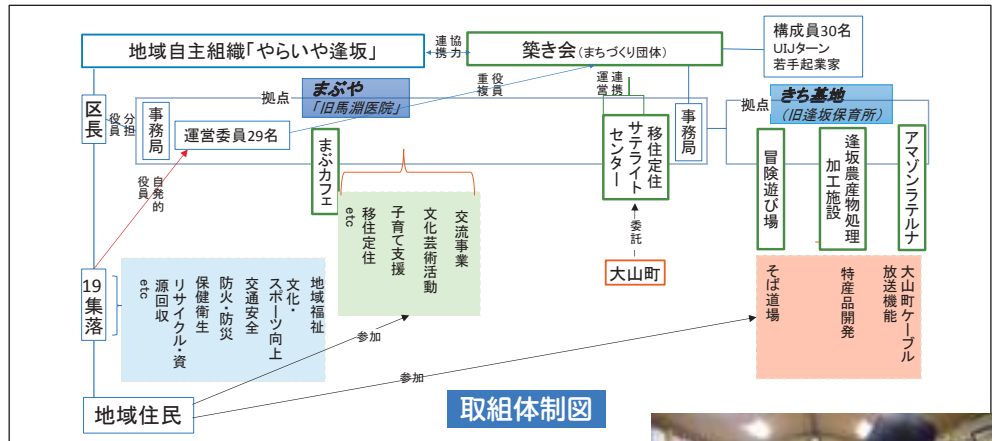 地域自主組織「やらいや逢坂」
連携
協力
築き会(まちづくり団体)
構成員30名
UIJターン
若手起業家
区長
役員
分担
拠点
まぶや
「旧馬淵医院」
重複
役員
運営
連携
事務局
運営委員29名
まぶカフェ
移住定住
サテライト
センター
事務局
拠点
きち基地
(旧逢坂保育所)
冒険遊び場
逢坂農産物処理
加工施設
アマゾンラテルナ
役員
自発的
交流事業
文化芸術活動
子育て支援
移住定住
etc
委託
大山町
19集落
地域福祉
文化・
スポーツ向上
交通安全
防火・防災
保健衛生
リサイクル・資
源回収
etc
そば道場
特産品開発
大山町ケーブル
放送機能
参加
参加
地域住民
取組体制図